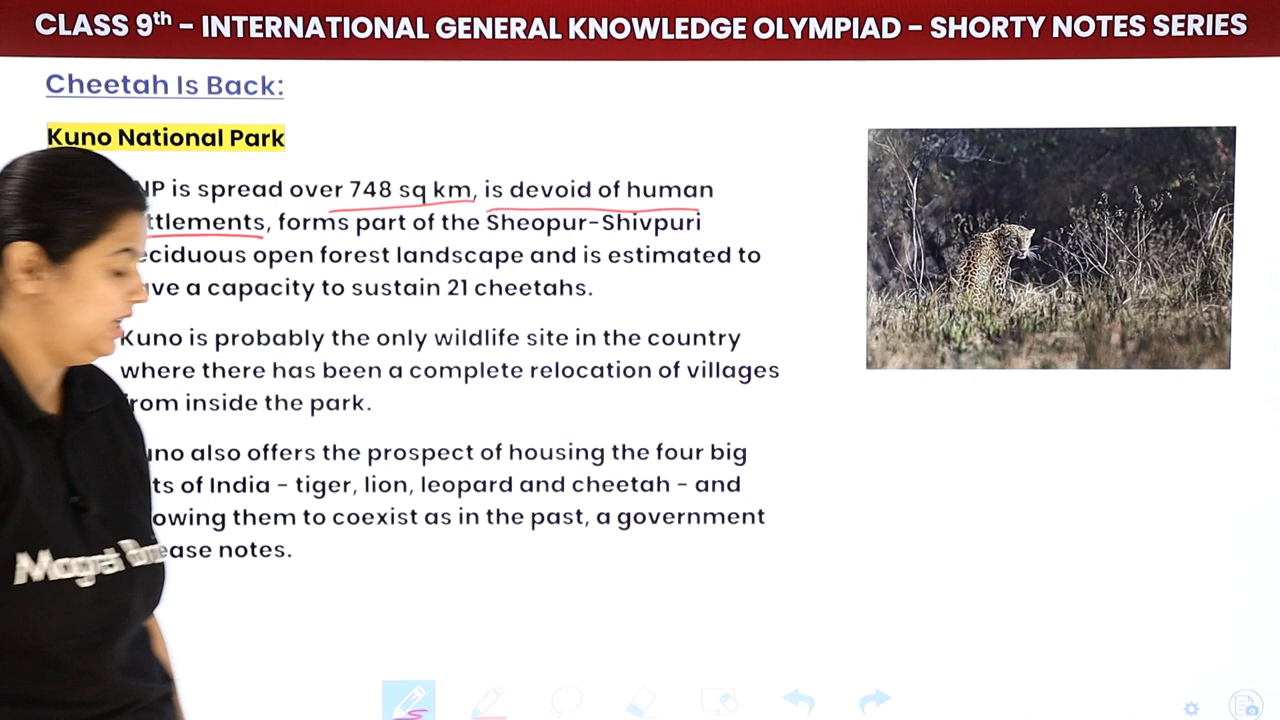 CLASS 9th – INTERNATIONAL GENERAL KNOWLEDGE OLYMPIAD – SHORTY NOTES SERIES
Cheetah Is Back:
Kuno National Park
NP is spread over 748 sq km, is devoid of human
ttlements, forms part of the Sheopur-Shivpuri
eciduous open forest landscape and is estimated to
ve a capacity to sustain 21 cheetahs.
Kuno is probably the only wildlife site in the country
where there has been a complete relocation of villages
from inside the park.
uno also offers the prospect of housing the four big
ts of India – tiger, lion, leopard and cheetah – and
owing them to coexist as in the past, a government
ease notes.